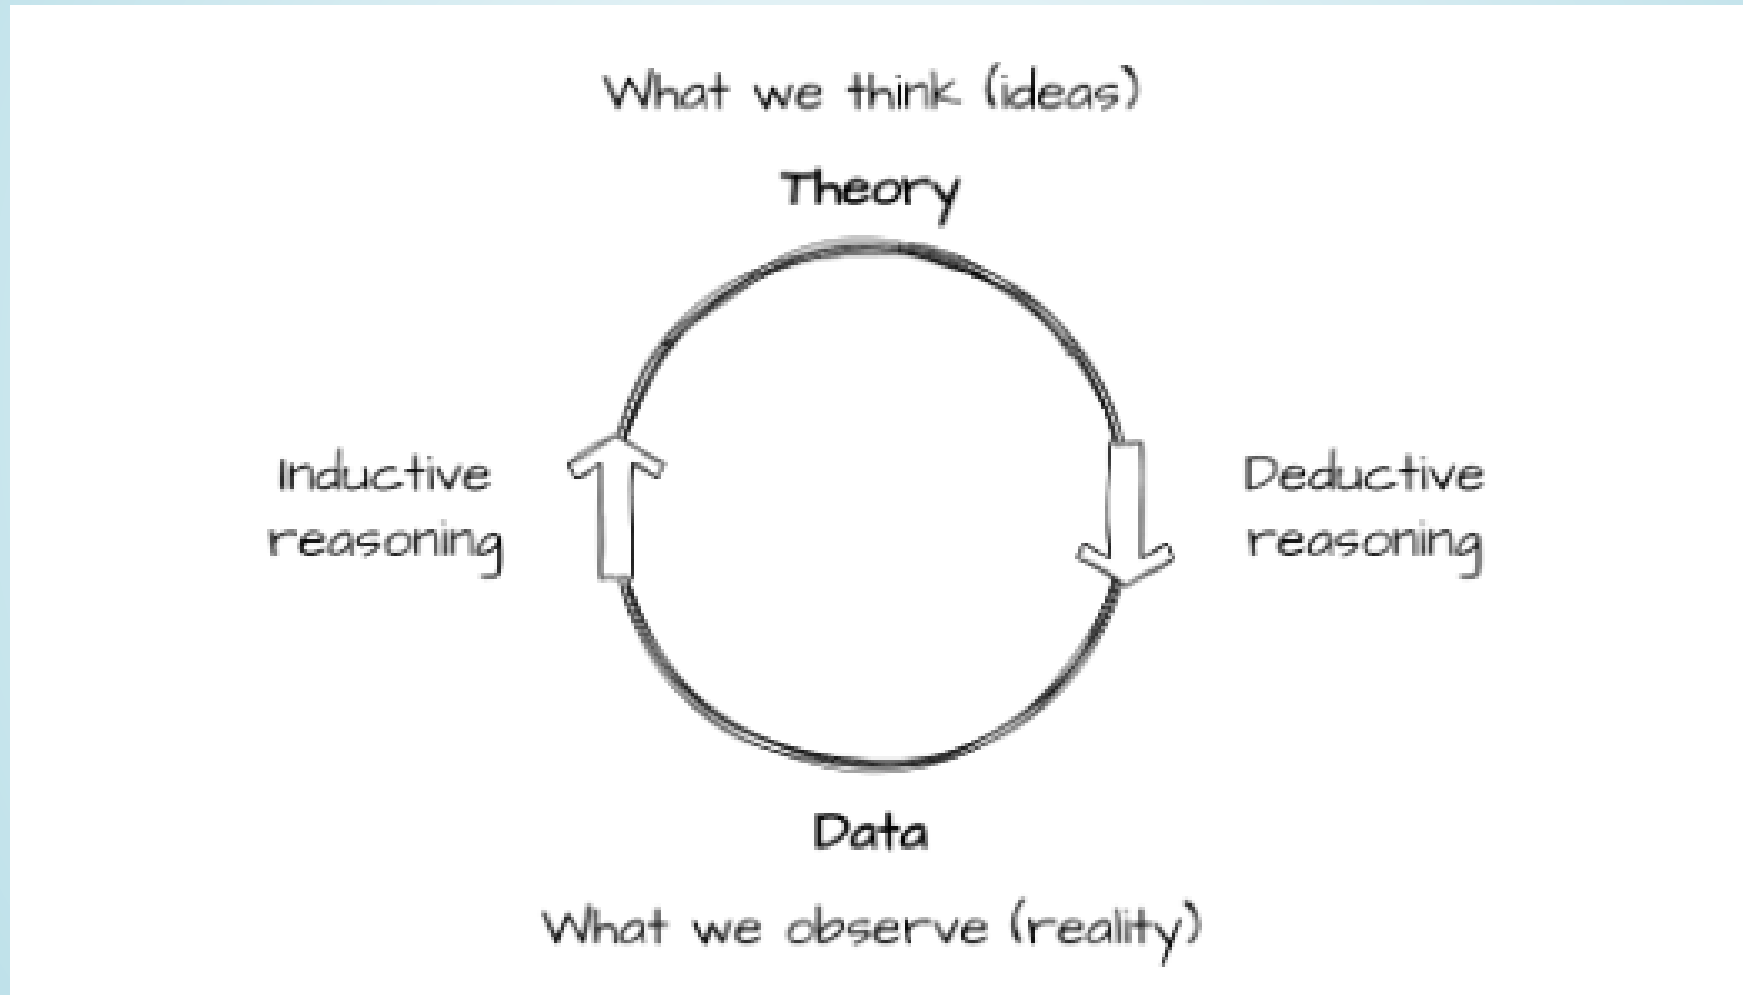 What we think (ideas)
Theory
Inductive
reasoning
Deductive
reasoning
Data
What we observe (reality)